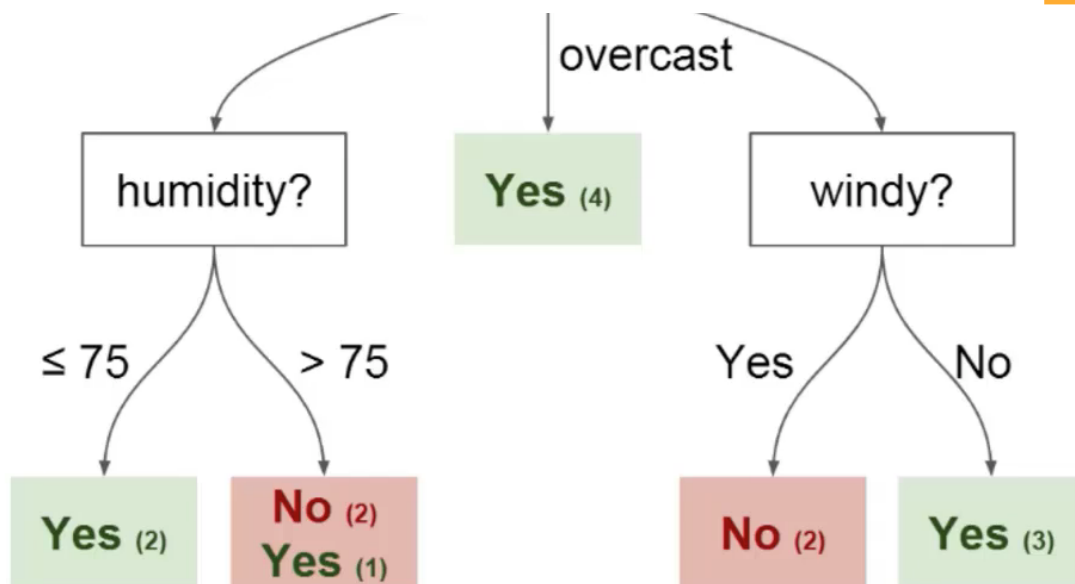 overcast
humidity?
Yes (4)
windy?
≤ 75
> 75
Yes
No
Yes (2)
No (2)
Yes (1)
No (2)
Yes (3)